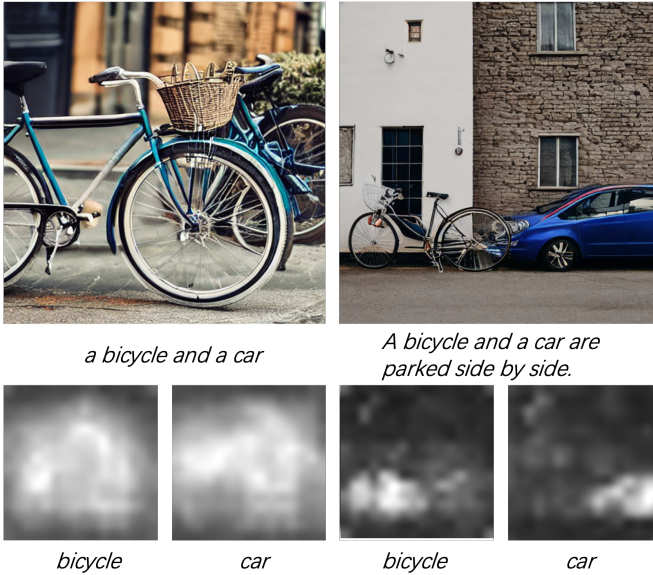 a bicycle and a car
A bicycle and a car are
parked side by side.
bicycle
car
bicycle
car